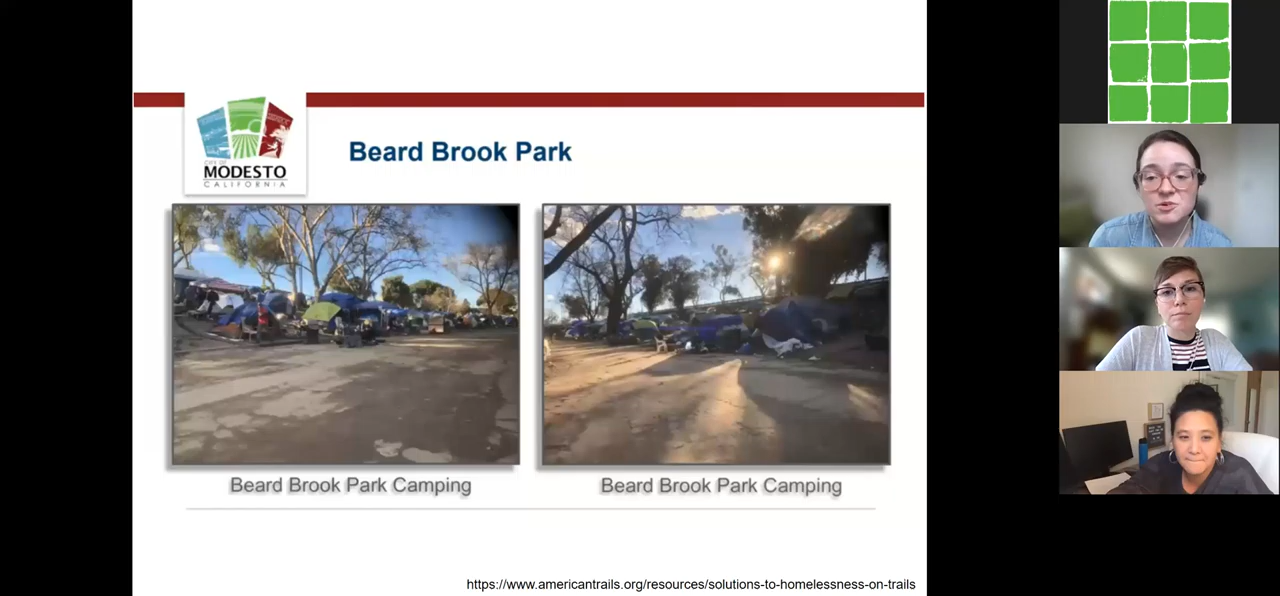 CITY OF
MODESTO
CALIFORNIA
Beard Brook Park
Beard Brook Park Camping
Beard Brook Park Camping
https://www.americantrails.org/resources/solutions-to-homelessness-on-trails